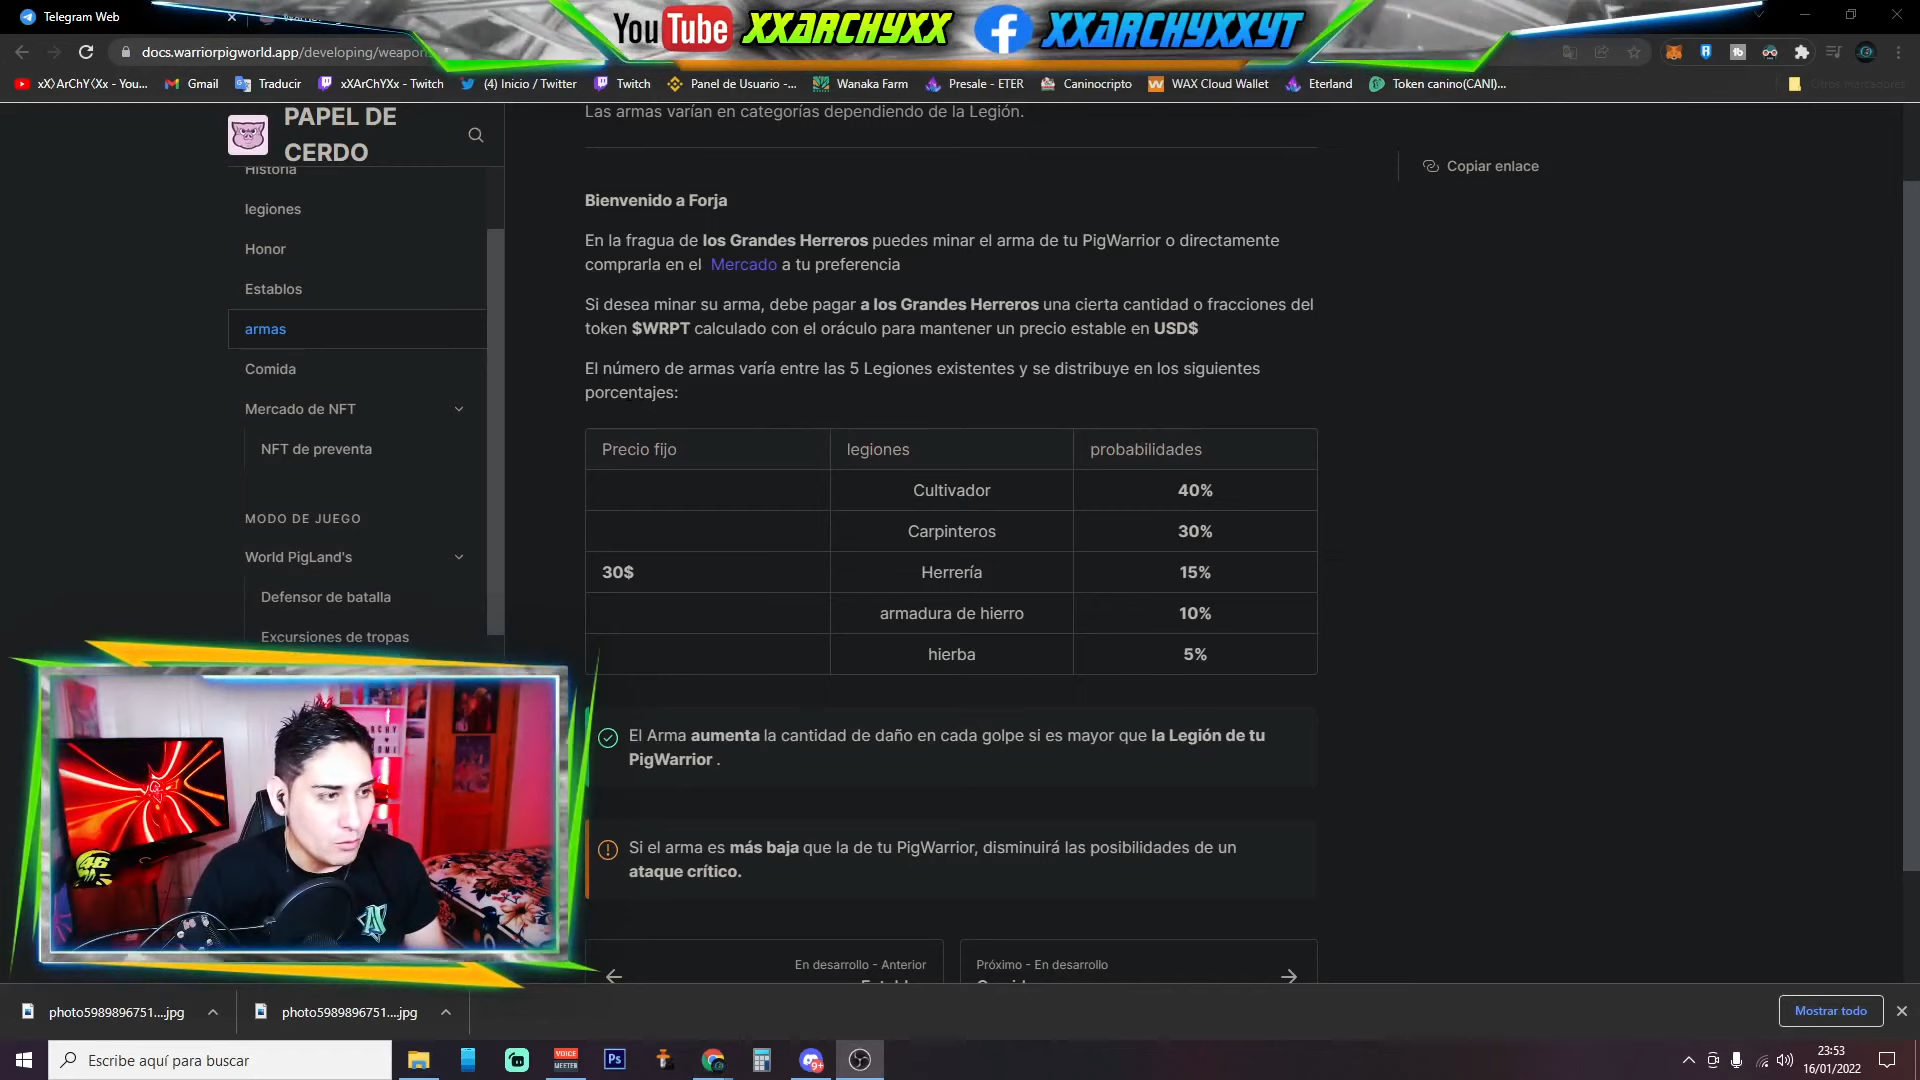 Telegram Web
YouTube XXARCHYXX
XXARCHYXXYT
docs.warriorpigworld.app/developing/weapons
xX〉ArChY〈Xx - You...
Gmail
Traducir
xXArChYXx - Twitch
(4) Inicio / Twitter
Twitch
Panel de Usuario -...
Wanaka Farm
Presale - ETER
Caninocripto
WAX Cloud Wallet
Eterland
Token canino(CANI)...
Otros marcadores
PAPEL DE
CERDO
Historia
legiones
Honor
Establos
armas
Comida
Mercado de NFT
NFT de preventa
MODO DE JUEGO
World PigLand's
Defensor de batalla
Excursiones de tropas
Las armas varían en categorías dependiendo de la Legión.
Copiar enlace
Bienvenido a Forja
En la fragua de los Grandes Herreros puedes minar el arma de tu PigWarrior o directamente
comprarla en el Mercado a tu preferencia
Si desea minar su arma, debe pagar a los Grandes Herreros una cierta cantidad o fracciones del
token $WRPT calculado con el oráculo para mantener un precio estable en USD$
El número de armas varía entre las 5 Legiones existentes y se distribuye en los siguientes
porcentajes:
Precio fijo legiones probabilidades
Cultivador 40%
Carpinteros 30%
30$ Herrería 15%
armadura de hierro 10%
hierba 5%
El Arma aumenta la cantidad de daño en cada golpe si es mayor que la Legión de tu
PigWarrior .
Si el arma es más baja que la de tu PigWarrior, disminuirá las posibilidades de un
ataque crítico.
En desarrollo - Anterior
Próximo - En desarrollo
46
photo5989896751....jpg
photo5989896751....jpg
Mostrar todo
Escribe aquí para buscar
VOICE
MEETER
Ps
9+
23:53
16/01/2022